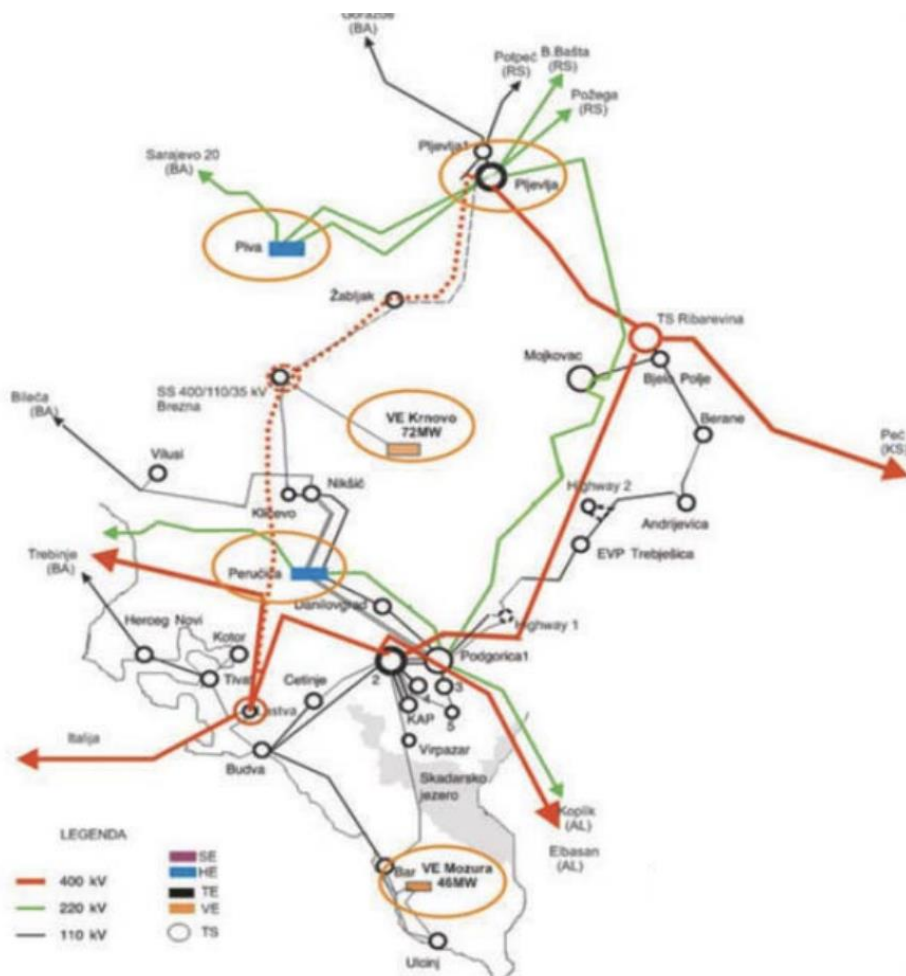 Goražde
(BA)
Potpeč
(RS)
B.Bašta
(RS)
Požega
(RS)
Pljevlja1
Pljevlja
Sarajevo 20
(BA)
Piva
Žabljak
TS Ribarevina
Mojkovac
Bjelo Polje
SS 400/110/35 kV
Brezna
VE Krnovo
72MW
Bileća
(BA)
Berane
Peć
(KS)
Vilusi
Nikšić
Kličevo
Highway 2
Andrijevica
EVP Trebješica
Trebinje
(BA)
Perućica
Danilovgrad
Highway 1
Herceg Novi
Kotor
Podgorica1
Tivat
Cetinje
2
4
3
KAP
5
Italija
Budva
Virpazar
Skadarsko
jezero
Koplik
(AL)
Elbasan
(AL)
LEGENDA
400 kV
220 kV
110 kV
SE
HE
TE
VE
TS
Bar
VE Mozura
46MW
Ulcinj